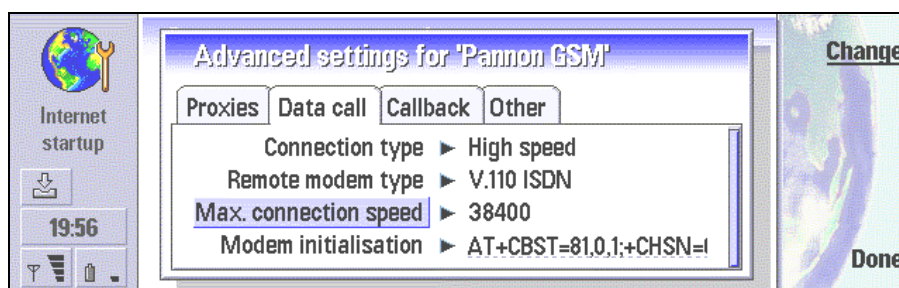 Internet
startup
19:56
Advanced settings for 'Pannon GSM'
Proxies Data call Callback Other
Connection type ► High speed
Remote modem type ► V.110 ISDN
Max. connection speed ► 38400
Modem initialisation ► AT+CBST=81,0,1;+CHSN=
Change
Done